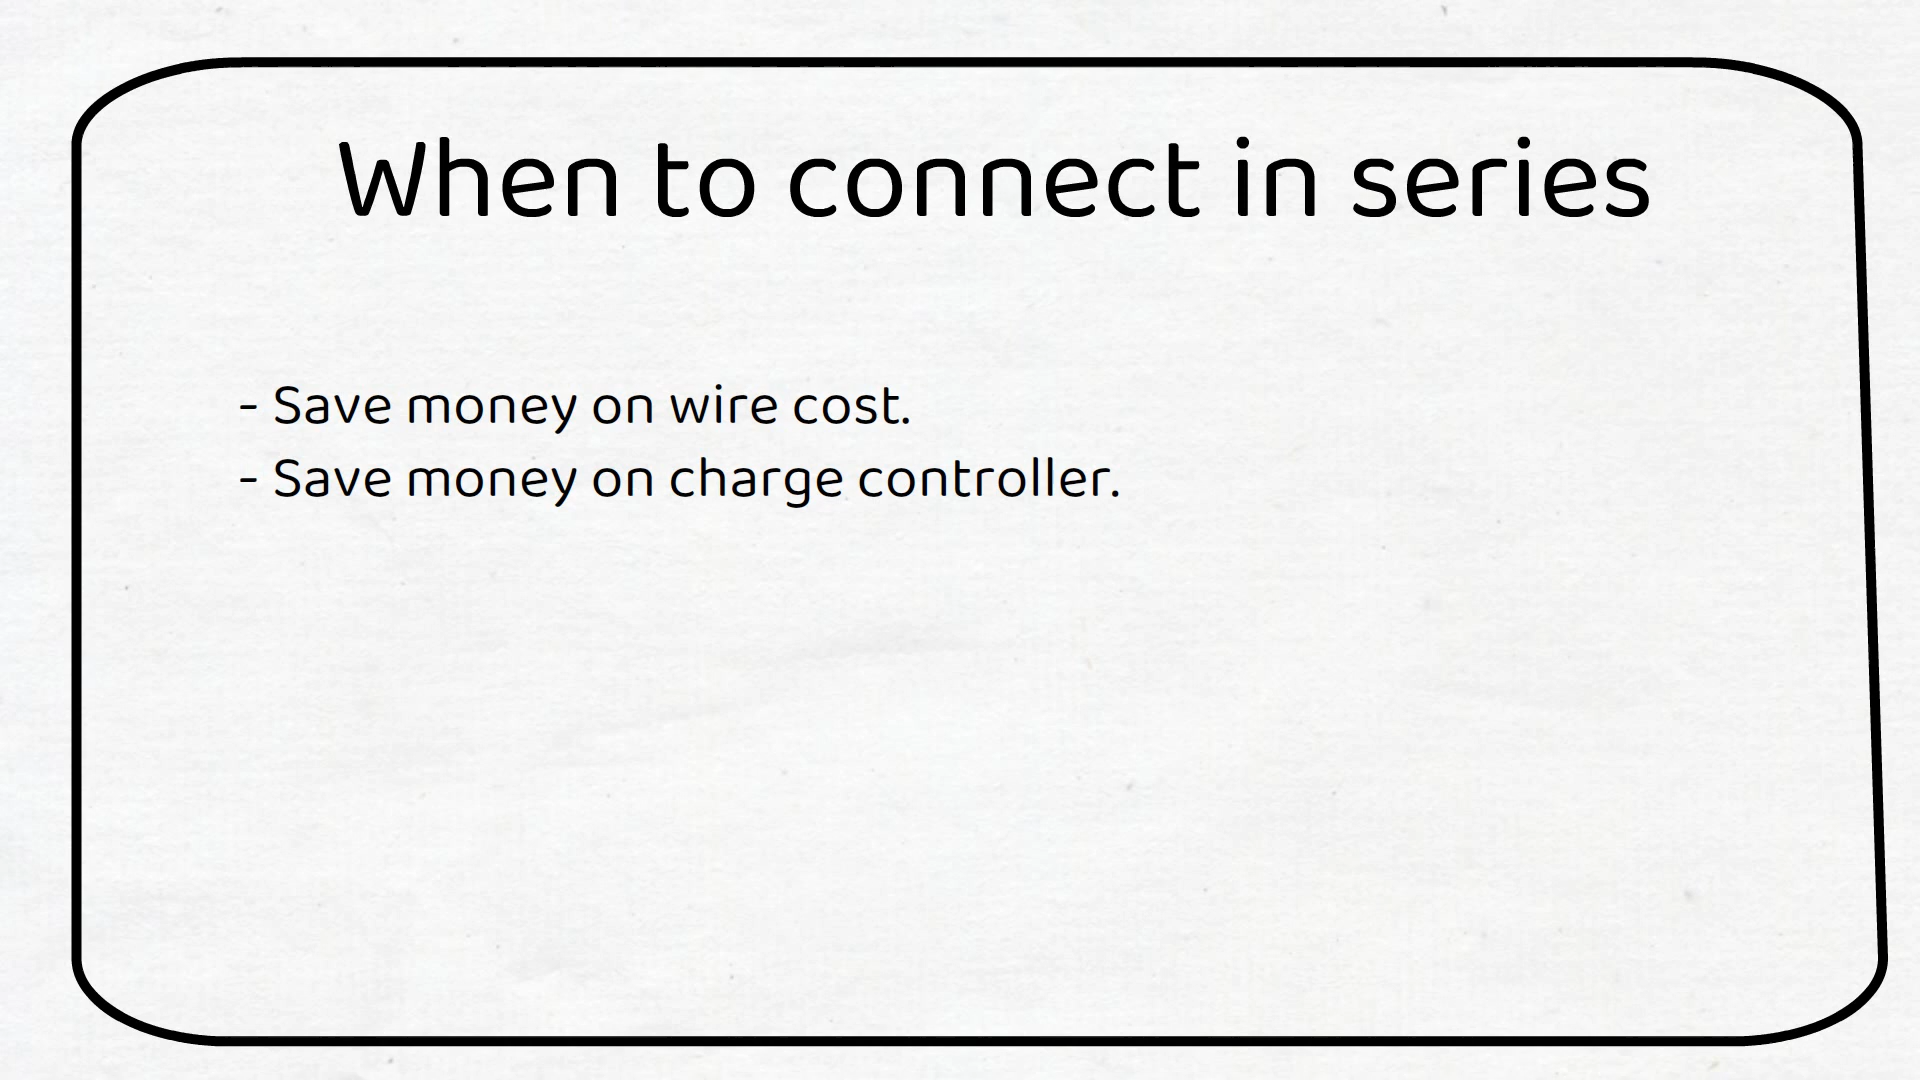 When to connect in series
- Save money on wire cost.
- Save money on charge controller.